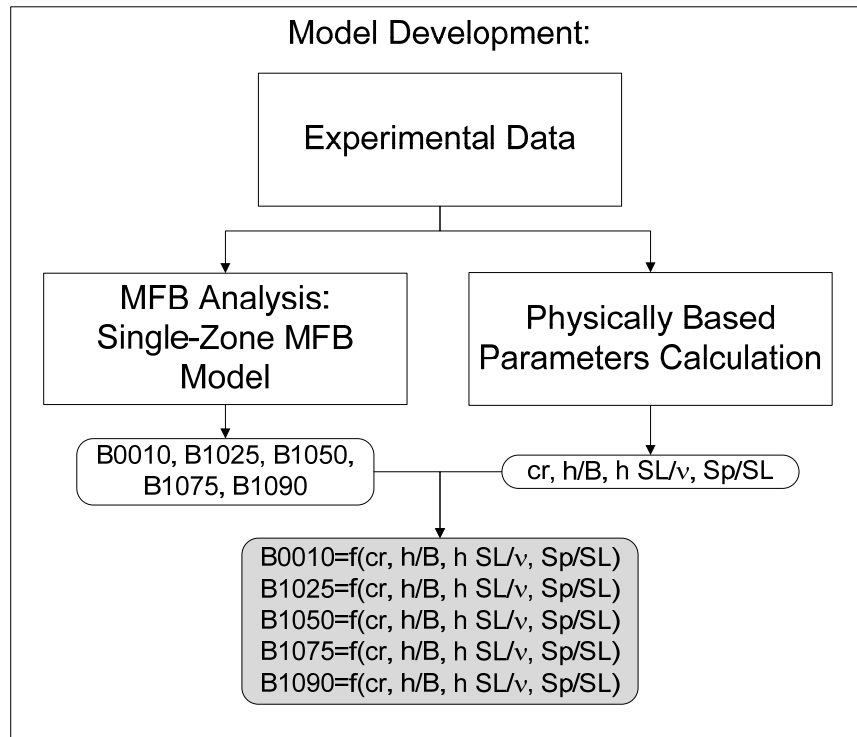 Model Development:
Experimental Data
MFB Analysis:
Single-Zone MFB
Model
Physically Based
Parameters Calculation
B0010, B1025, B1050,
B1075, B1090
cr, h/B, h SL/ν, Sp/SL
B0010=f(cr, h/B, h SL/ν, Sp/SL)
B1025=f(cr, h/B, h SL/ν, Sp/SL)
B1050=f(cr, h/B, h SL/ν, Sp/SL)
B1075=f(cr, h/B, h SL/ν, Sp/SL)
B1090=f(cr, h/B, h SL/ν, Sp/SL)